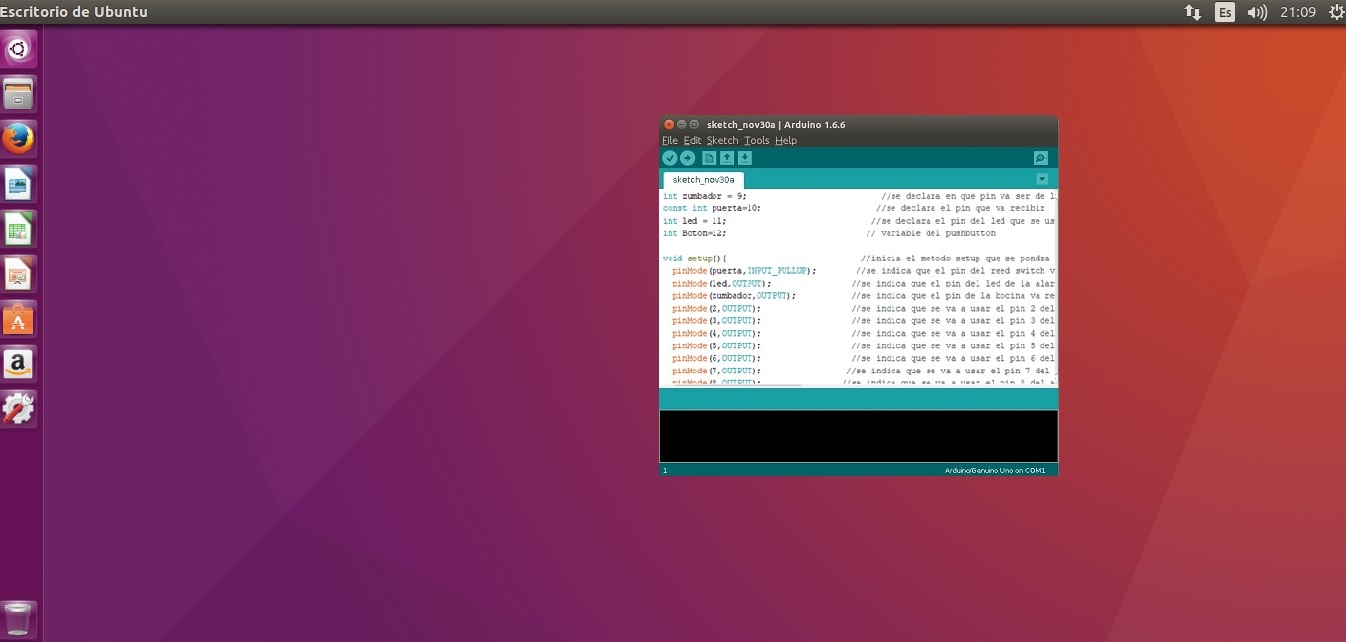 Escritorio de Ubuntu
Es
21:09
sketch_nov30a | Arduino 1.6.6
File Edit Sketch Tools Help
sketch_nov30a
int zumbador = 9; //se declara en que pin va ser de l
const int puerta=10; //se declara el pin que va recibir
int led = 11; //se declara el pin del led que se us
int Boton=12; // variable del pushbutton
void setup(){ //inicia el metodo setup que se pondra
pinMode(puerta,INPUT_PULLUP); //se indica que el pin del reed switch v
pinMode(led,OUTPUT); //se indica que el pin del led de la alar
pinMode(zumbador,OUTPUT); //se indica que el pin de la bocina va re
pinMode(2,OUTPUT); //se indica que se va a usar el pin 2 del
pinMode(3,OUTPUT); //se indica que se va a usar el pin 3 del
pinMode(4,OUTPUT); //se indica que se va a usar el pin 4 del
pinMode(5,OUTPUT); //se indica que se va a usar el pin 5 del
pinMode(6,OUTPUT); //se indica que se va a usar el pin 6 del
pinMode(7,OUTPUT); //se indica que se va a usar el pin 7 del
pinMode(8,OUTPUT); //se indica que se va a usar el pin 8 del a
1
Arduino/Genuino Uno on COM1